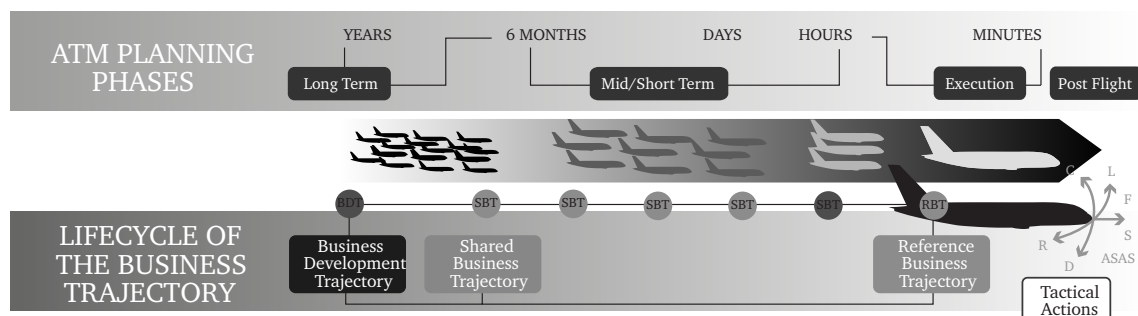 ATM PLANNING
PHASES
YEARS
6 MONTHS
DAYS
HOURS
MINUTES
Long Term
Mid/Short Term
Execution
Post Flight
BDT
SBT
SBT
SBT
SBT
SBT
RBT
C
L
F
S
R
D
ASAS
LIFECYCLE OF
THE BUSINESS
TRAJECTORY
Business
Development
Trajectory
Shared
Business
Trajectory
Reference
Business
Trajectory
Tactical
Actions